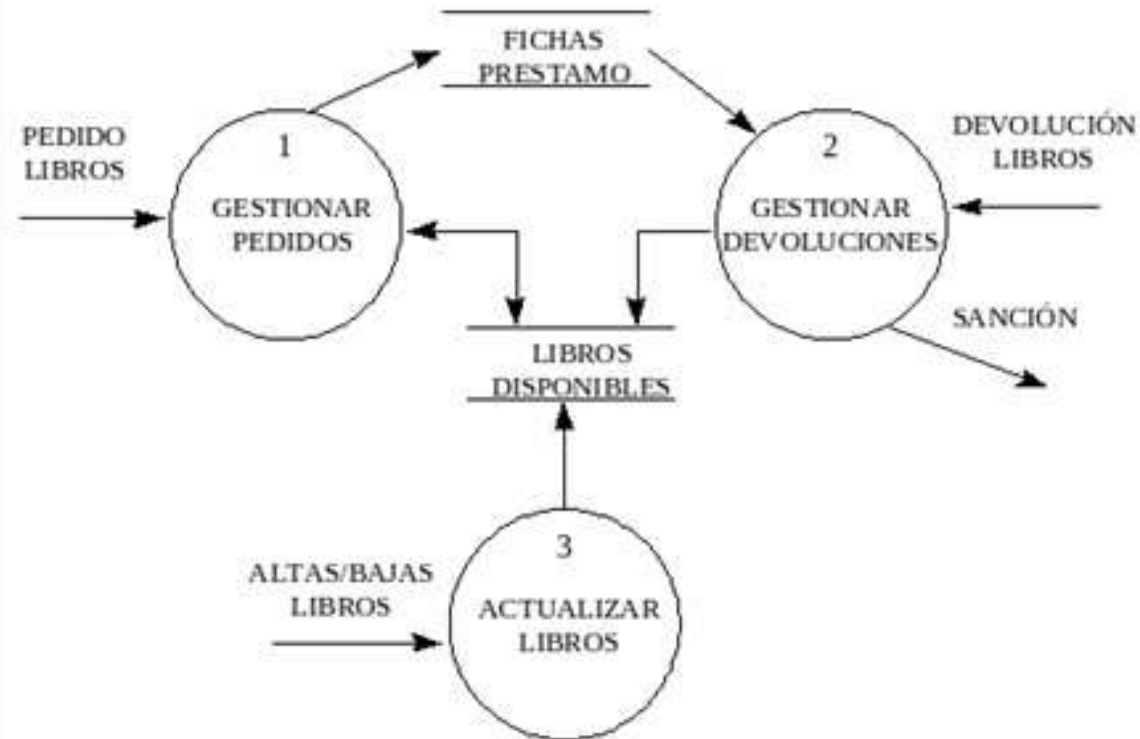 FICHAS
PRESTAMO
PEDIDO
LIBROS
1
GESTIONAR
PEDIDOS
2
GESTIONAR
DEVOLUCIONES
DEVOLUCIÓN
LIBROS
SANCIÓN
LIBROS
DISPONIBLES
ALTAS/BAJAS
LIBROS
3
ACTUALIZAR
LIBROS